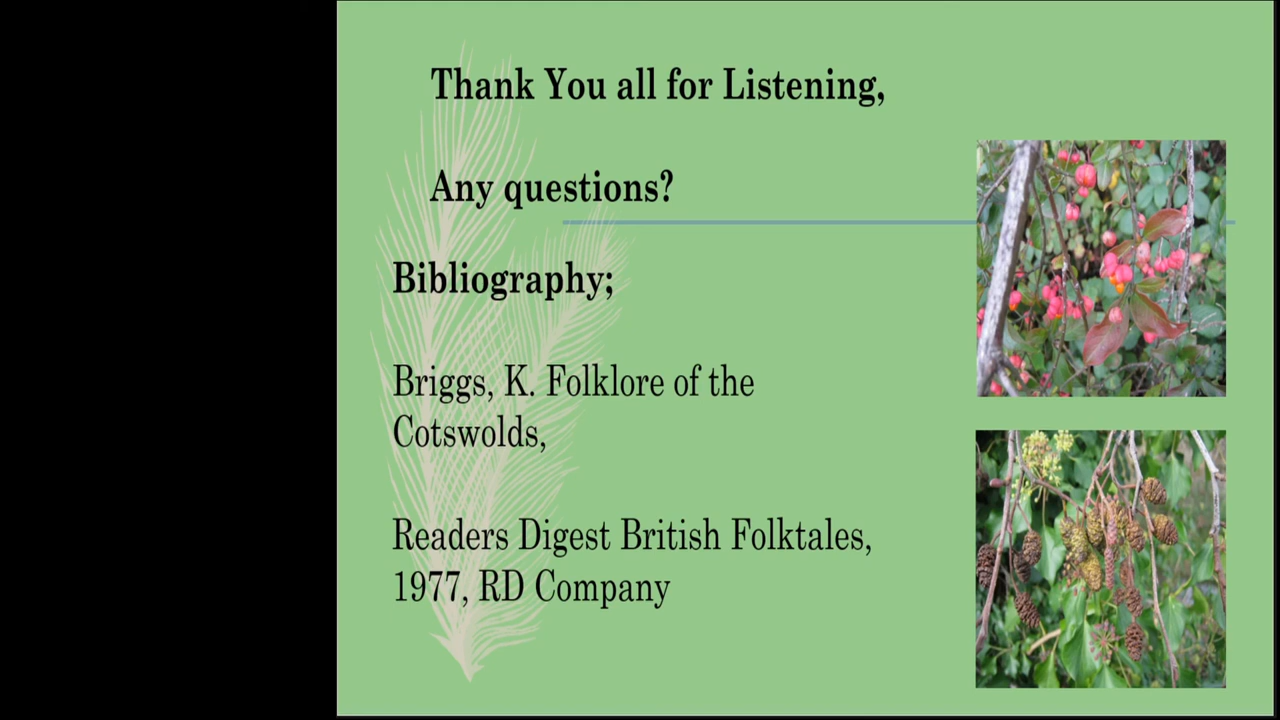 Thank You all for Listening,
Any questions?
Bibliography;
Briggs, K. Folklore of the
Cotswolds,
Readers Digest British Folktales,
1977, RD Company